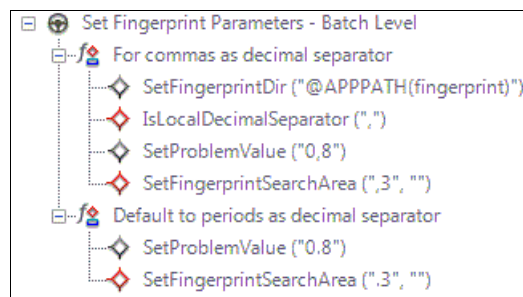 Set Fingerprint Parameters - Batch Level
For commas as decimal separator
SetFingerprintDir ("@APPPATH(fingerprint)")
IsLocalDecimalSeparator (",")
SetProblemValue ("0,8")
SetFingerprintSearchArea (",3", "")
Default to periods as decimal separator
SetProblemValue ("0.8")
SetFingerprintSearchArea (".3", "")